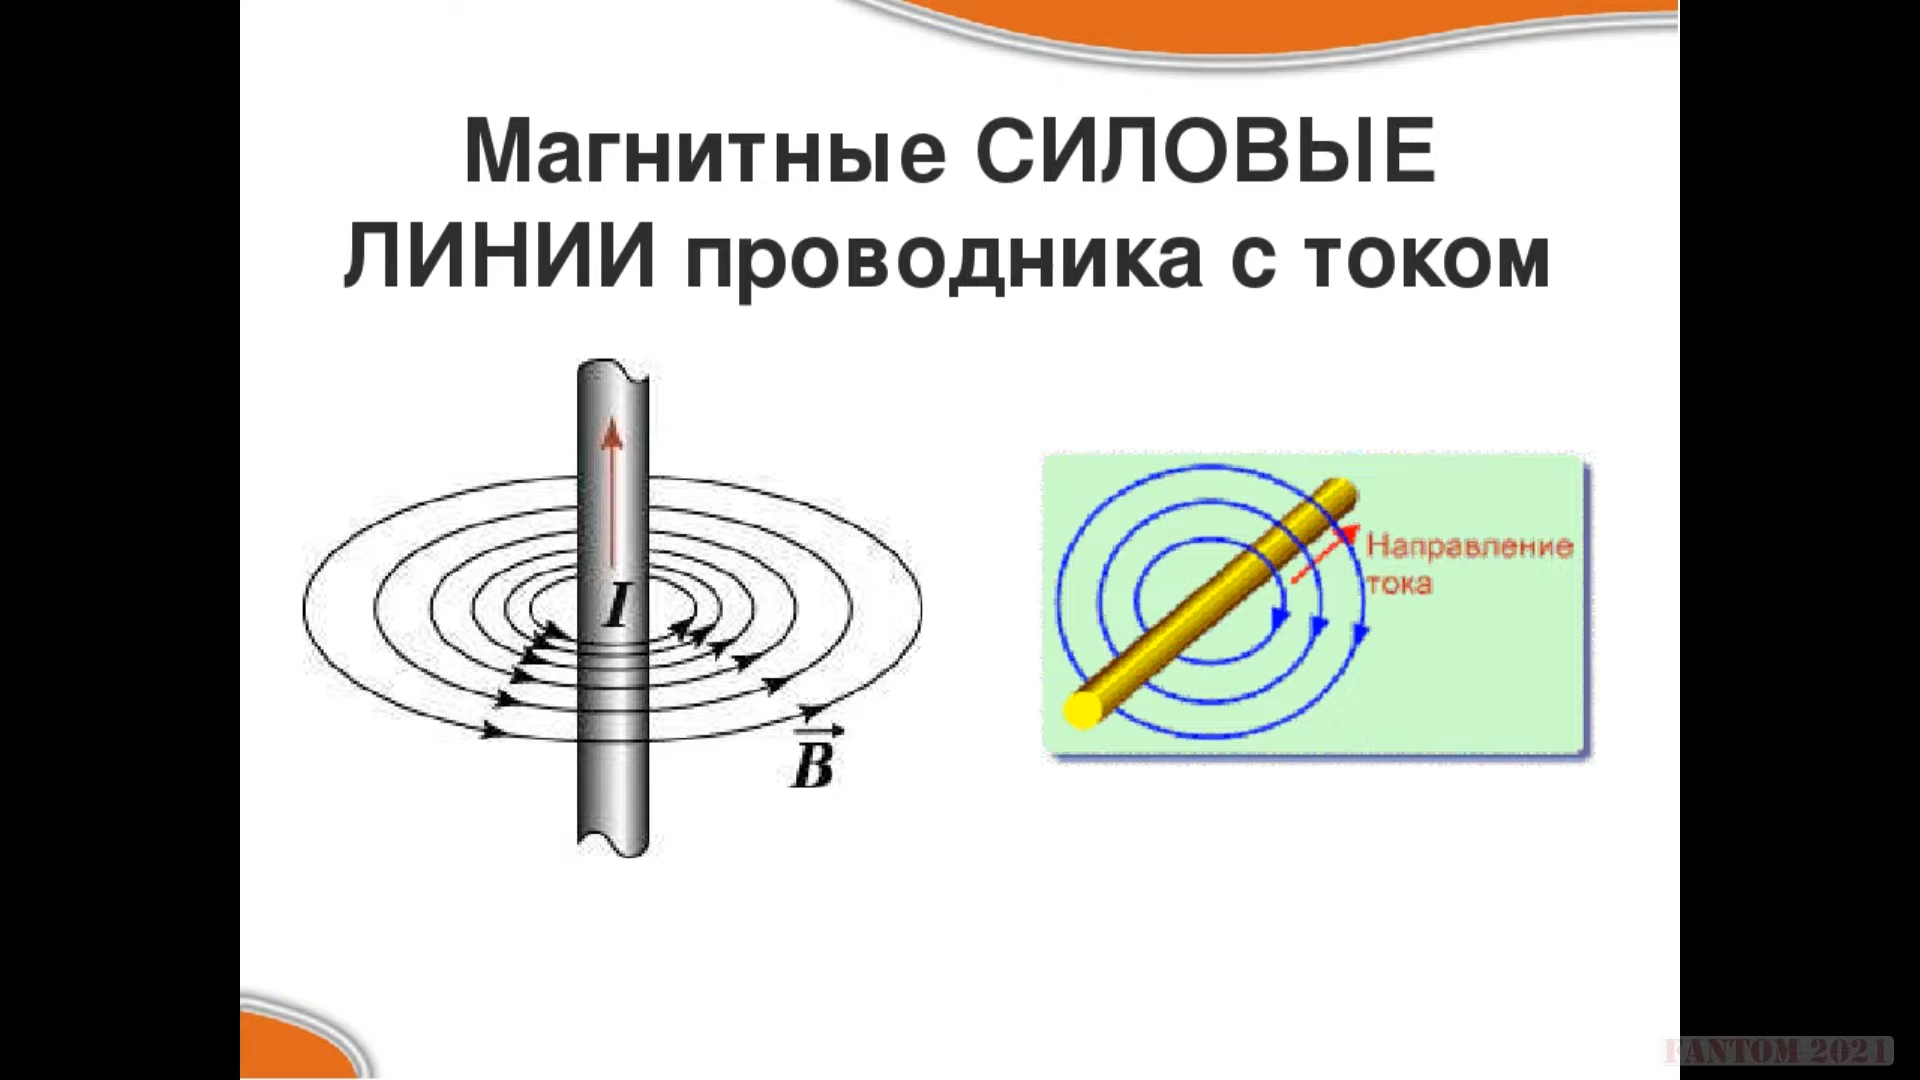 Магнитные СИЛОВЫЕ
ЛИНИИ проводника с током
I
B
Направление
тока
FANTOM 2021